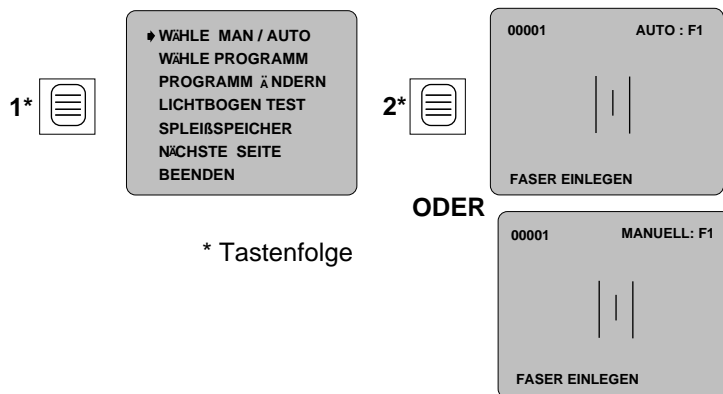 1*
➧ WÄHLE MAN / AUTO
WÄHLE PROGRAMM
PROGRAMM ÄNDERN
LICHTBOGEN TEST
SPLEIßSPEICHER
NÄCHSTE SEITE
BEENDEN
2*
00001 AUTO : F1
FASER EINLEGEN
ODER
00001 MANUELL: F1
FASER EINLEGEN
* Tastenfolge